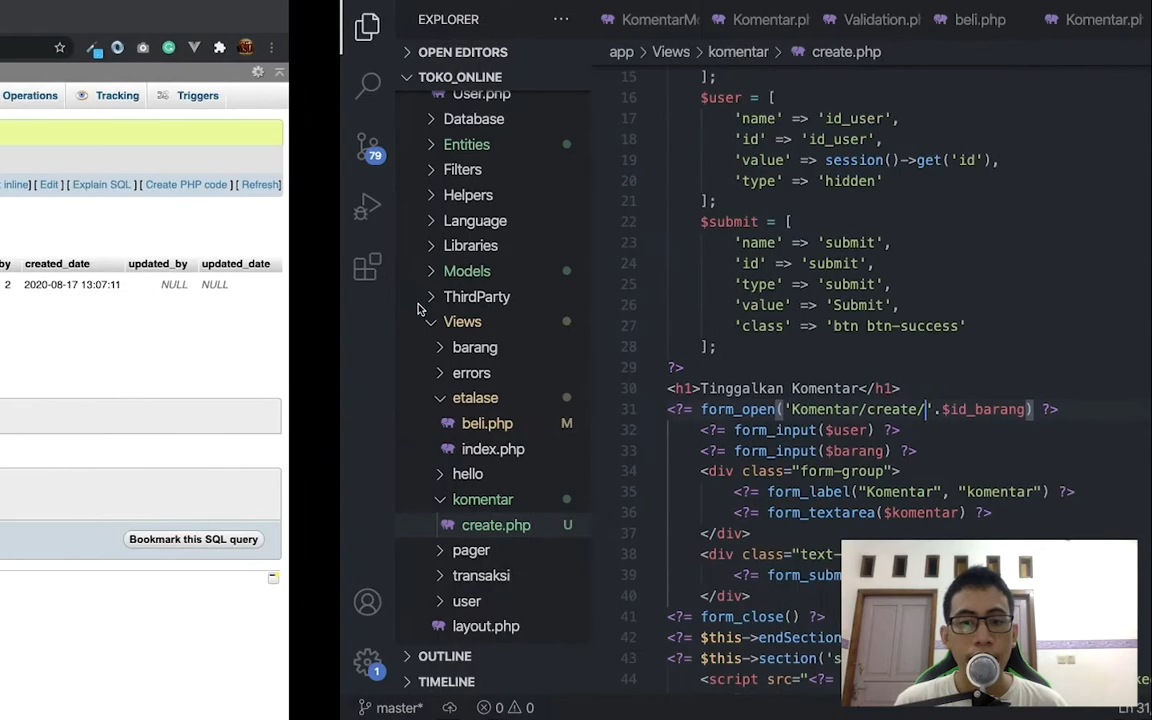 Operations Tracking Triggers
inline] [ Edit ] [ Explain SQL ] [ Create PHP code ] [ Refresh]
by created_date updated_by updated_date
2 2020-08-17 13:07:11 NULL NULL
Bookmark this SQL query
EXPLORER
OPEN EDITORS
TOKO_ONLINE
User.php
Database
Entities
Filters
Helpers
Language
Libraries
Models
ThirdParty
Views
barang
errors
etalase
beli.php M
index.php
hello
komentar
create.php U
pager
transaksi
user
layout.php
OUTLINE
TIMELINE
79
1
master* 0 0
KomentarM Komentar.pl Validation.pl beli.php Komentar.ph
app > Views > komentar > create.php
15 ];
16 $user = [
17 'name' => 'id_user',
18 'id' => 'id_user',
19 'value' => session()->get('id'),
20 'type' => 'hidden'
21 ];
22 $submit = [
23 'name' => 'submit',
24 'id' => 'submit',
25 'type' => 'submit',
26 'value' => 'Submit',
27 'class' => 'btn btn-success'
28 ];
29 ?>
30 <h1>Tinggalkan Komentar</h1>
31 <?= form_open('Komentar/create/'.$id_barang) ?>
32 <?= form_input($user) ?>
33 <?= form_input($barang) ?>
34 <div class="form-group">
35 <?= form_label("Komentar", "komentar") ?>
36 <?= form_textarea($komentar) ?>
37 </div>
38 <div class="text-
39 <?= form_subm
40 </div>
41 <?= form_close() ?>
42 <?= $this->endSection
43 <?= $this->section('s
44 <script src="<?=
Ln 31,